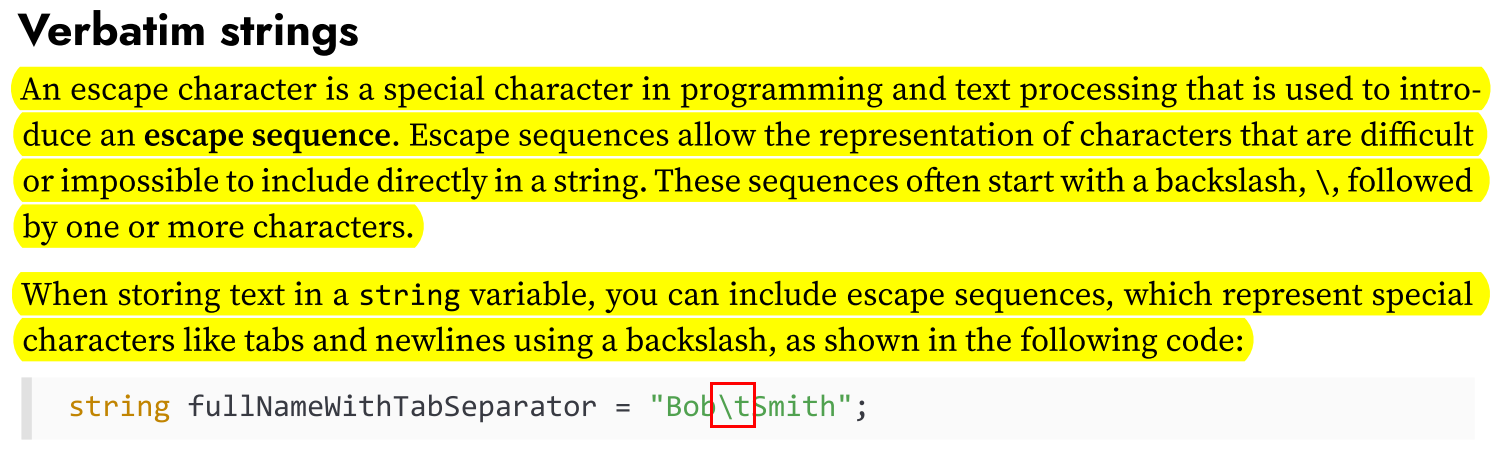 Verbatim strings
An escape character is a special character in programming and text processing that is used to intro-
duce an escape sequence. Escape sequences allow the representation of characters that are difficult
or impossible to include directly in a string. These sequences often start with a backslash, \, followed
by one or more characters.
When storing text in a string variable, you can include escape sequences, which represent special
characters like tabs and newlines using a backslash, as shown in the following code:
string fullNameWithTabSeparator = "Bob\tSmith";